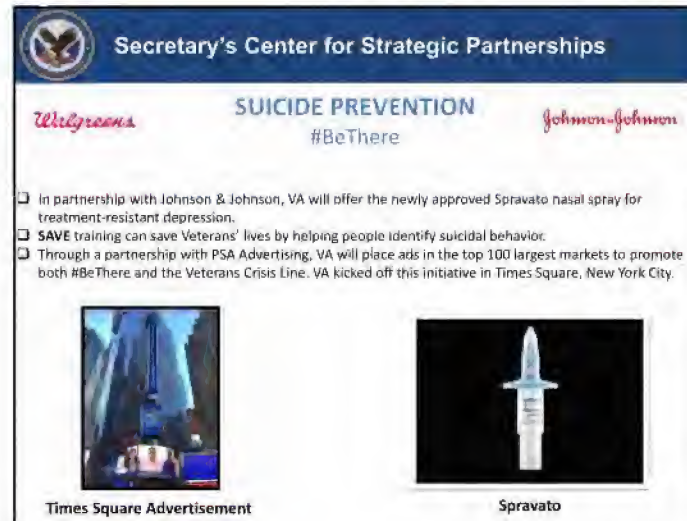 Secretary's Center for Strategic Partnerships
Walgreens
SUICIDE PREVENTION
#BeThere
Johnson & Johnson
❑ In partnership with Johnson & Johnson, VA will offer the newly approved Spravato nasal spray for
treatment-resistant depression.
❑ SAVE training can save Veterans' lives by helping people identify suicidal behavior.
❑ Through a partnership with PSA Advertising, VA will place ads in the top 100 largest markets to promote
both #BeThere and the Veterans Crisis Line. VA kicked off this initiative in Times Square, New York City.
Times Square Advertisement
Spravato